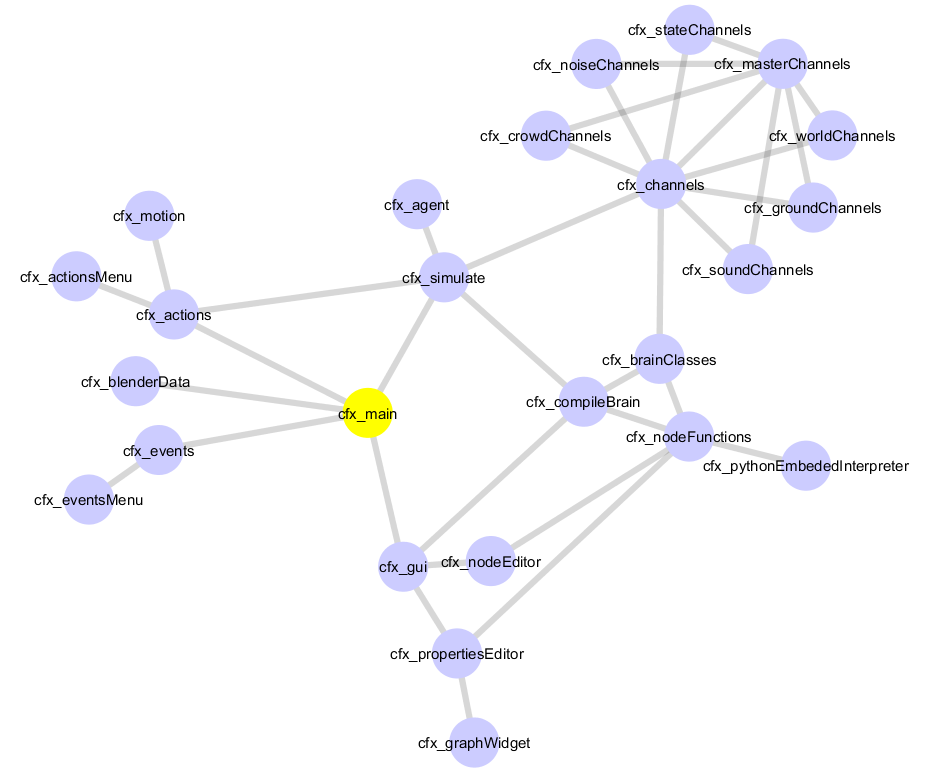 cfx_stateChannels
cfx_noiseChannels
cfx_masterChannels
cfx_crowdChannels
cfx_worldChannels
cfx_channels
cfx_agent
cfx_groundChannels
cfx_motion
cfx_soundChannels
cfx_actionsMenu
cfx_simulate
cfx_actions
cfx_brainClasses
cfx_blenderData
cfx_compileBrain
cfx_main
cfx_nodeFunctions
cfx_events
cfx_pythonEmbededInterpreter
cfx_eventsMenu
cfx_nodeEditor
cfx_gui
cfx_propertiesEditor
cfx_graphWidget